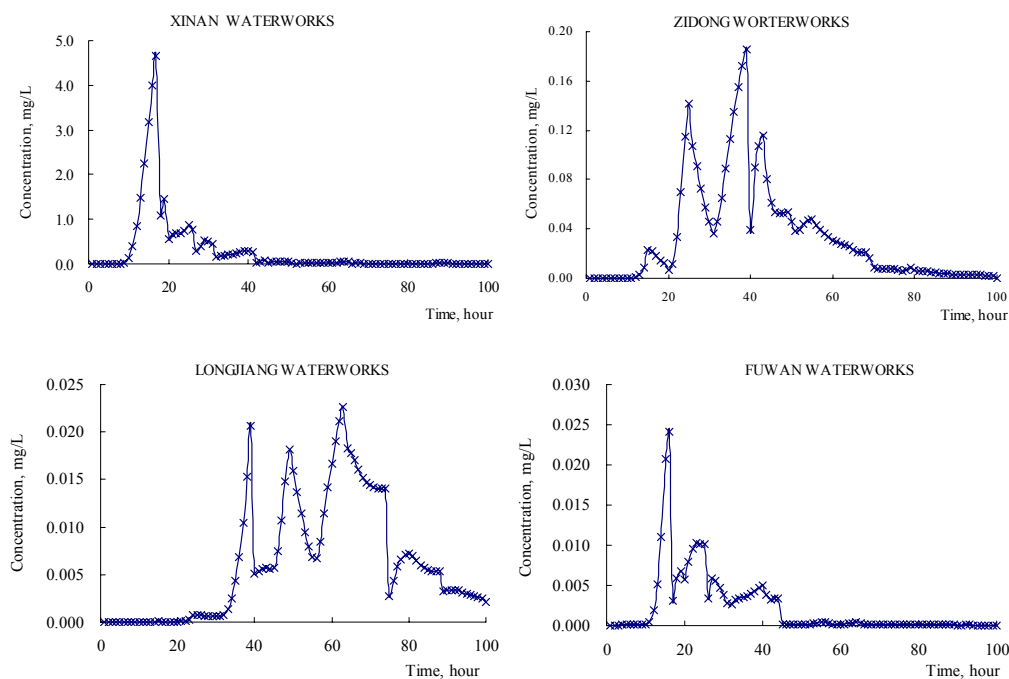 XINAN WATERWORKS
Concentration, mg/L
5.0
4.0
3.0
2.0
1.0
0.0
0 20 40 60 80 100
Time, hour
ZIDONG WORTERWORKS
Concentration, mg/L
0.20
0.16
0.12
0.08
0.04
0.00
0 20 40 60 80 100
Time, hour
LONGJIANG WATERWORKS
Concentration, mg/L
0.025
0.020
0.015
0.010
0.005
0.000
0 20 40 60 80 100
Time, hour
FUWAN WATERWORKS
Concentration, mg/L
0.030
0.025
0.020
0.015
0.010
0.005
0.000
0 20 40 60 80 100
Time, hour